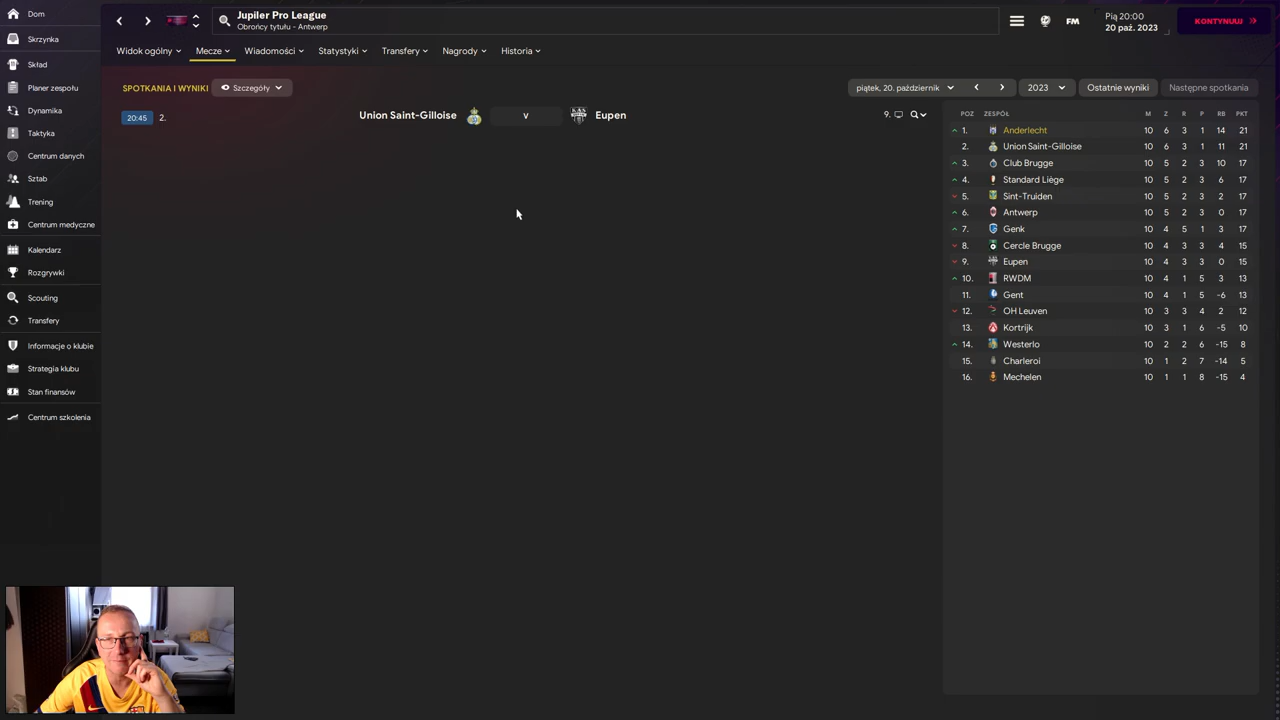 Dom
Skrzynka
Skład
Planer zespołu
Dynamika
Taktyka
Centrum danych
Sztab
Trening
Centrum medyczne
Kalendarz
Rozgrywki
Scouting
Transfery
Informacje o klubie
Strategia klubu
Stan finansów
Centrum szkolenia
Jupiler Pro League
Obrońcy tytułu - Antwerp
FM
Pią 20:00
20 paź. 2023
KONTYNUUJ
Widok ogólny Mecze Wiadomości Statystyki Transfery Nagrody Historia
SPOTKANIA I WYNIKI Szczegóły
piątek, 20. październik 2023 Ostatnie wyniki Następne spotkania
20:45 2. Union Saint-Gilloise v Eupen 9.
POZ ZESPÓŁ M Z R P RB PKT
1. Anderlecht 10 6 3 1 14 21
2. Union Saint-Gilloise 10 6 3 1 11 21
3. Club Brugge 10 5 2 3 10 17
4. Standard Liège 10 5 2 3 6 17
5. Sint-Truiden 10 5 2 3 2 17
6. Antwerp 10 5 2 3 0 17
7. Genk 10 4 5 1 3 17
8. Cercle Brugge 10 4 3 3 4 15
9. Eupen 10 4 3 3 0 15
10. RWDM 10 4 1 5 3 13
11. Gent 10 4 1 5 -6 13
12. OH Leuven 10 3 3 4 2 12
13. Kortrijk 10 3 1 6 -5 10
14. Westerlo 10 2 2 6 -15 8
15. Charleroi 10 1 2 7 -14 5
16. Mechelen 10 1 1 8 -15 4